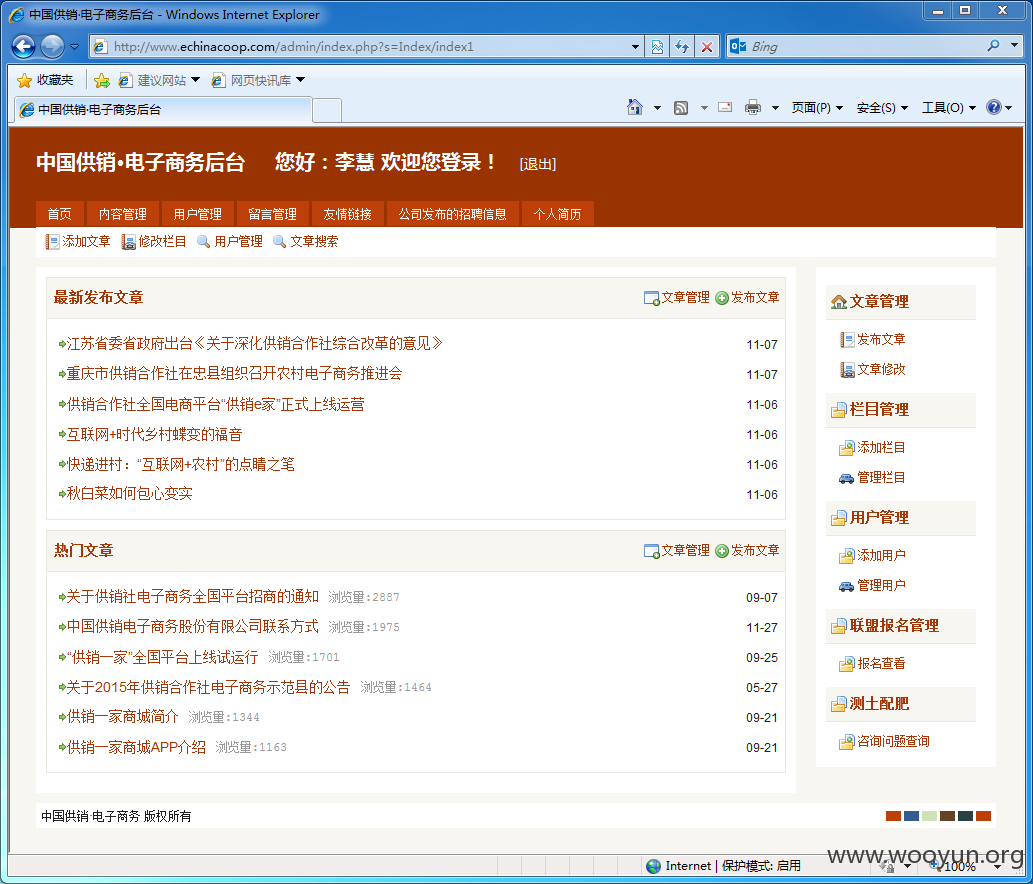 中国供销·电子商务后台 - Windows Internet Explorer
http://www.echinacoop.com/admin/index.php?s=Index/index1
Bing
收藏夹 建议网站 网页快讯库
中国供销·电子商务后台 页面(P) 安全(S) 工具(O)
中国供销·电子商务后台 您好：李慧 欢迎您登录！ [退出]
首页 内容管理 用户管理 留言管理 友情链接 公司发布的招聘信息 个人简历
添加文章 修改栏目 用户管理 文章搜索
最新发布文章 文章管理 发布文章
江苏省委省政府出台《关于深化供销合作社综合改革的意见》 11-07
重庆市供销合作社在忠县组织召开农村电子商务推进会 11-07
供销合作社全国电商平台“供销e家”正式上线运营 11-06
互联网+时代乡村蝶变的福音 11-06
快递进村：“互联网+农村”的点睛之笔 11-06
秋白菜如何包心变实 11-06
热门文章 文章管理 发布文章
关于供销社电子商务全国平台招商的通知 浏览量:2887 09-07
中国供销电子商务股份有限公司联系方式 浏览量:1975 11-27
“供销一家”全国平台上线试运行 浏览量:1701 09-25
关于2015年供销合作社电子商务示范县的公告 浏览量:1464 05-27
供销一家商城简介 浏览量:1344 09-21
供销一家商城APP介绍 浏览量:1163 09-21
文章管理
发布文章
文章修改
栏目管理
添加栏目
管理栏目
用户管理
添加用户
管理用户
联盟报名管理
报名查看
测土配肥
咨询问题查询
中国供销·电子商务 版权所有
www.wooyun.org
Internet | 保护模式: 启用 100%